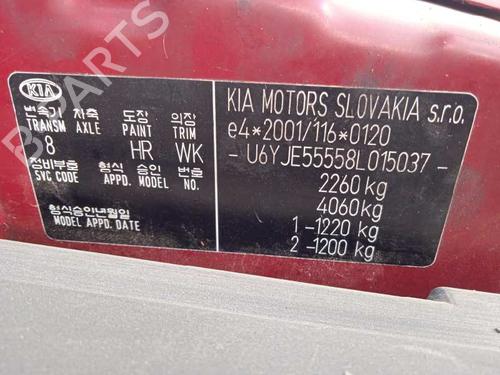 KIA
변속기 차축 도장 의장
TRANSM AXLE PAINT TRIM
8 HR WK
정비부호 형식 승인 번호
SVC CODE APPD. MODEL NO.
형식승인년월일
MODEL APP. DATE
KIA MOTORS SLOVAKIA s.r.o.
e4*2001/116*0120
- U6YJE55558L015037 -
2260 kg
4060 kg
1 -1220 kg
2 -1200 kg
BPARTS